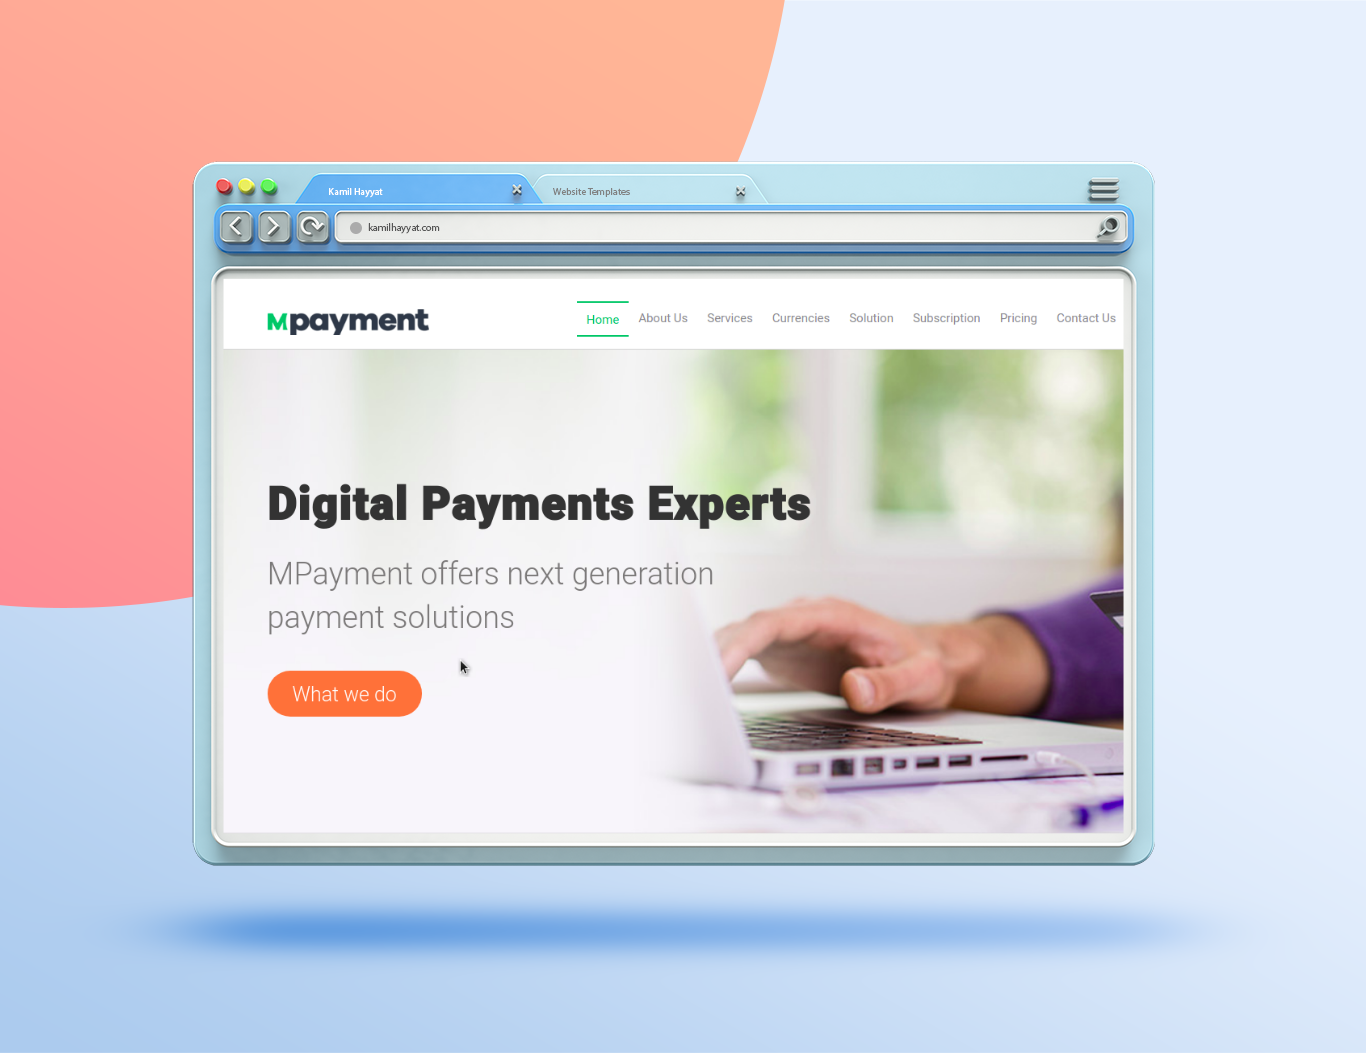 Kamil Hayyat
Website Templates
kamilhayyat.com
Mpayment
Home About Us Services Currencies Solution Subscription Pricing Contact Us
Digital Payments Experts
MPayment offers next generation
payment solutions
What we do